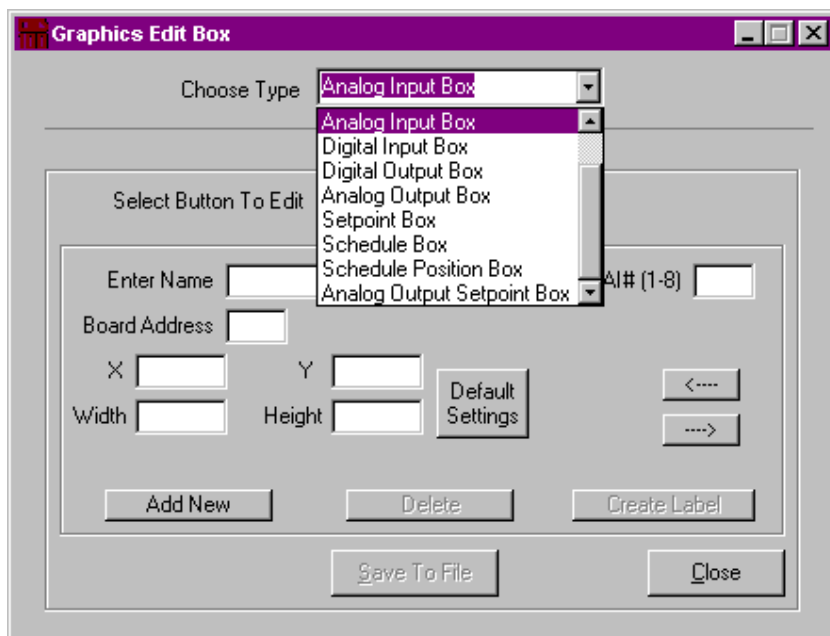 Graphics Edit Box
Choose Type Analog Input Box
Analog Input Box
Digital Input Box
Digital Output Box
Analog Output Box
Setpoint Box
Schedule Box
Schedule Position Box
Analog Output Setpoint Box
Select Button To Edit
Enter Name AI# (1-8)
Board Address
X Y
Width Height
Default
Settings
<----
---->
Add New Delete Create Label
Save To File Close